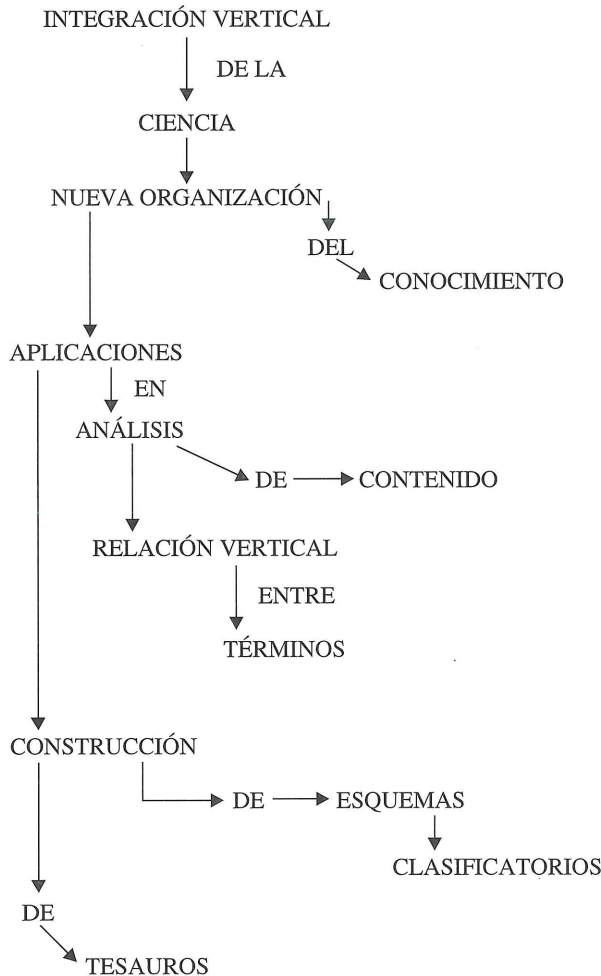 INTEGRACIÓN VERTICAL
DE LA
CIENCIA
NUEVA ORGANIZACIÓN
DEL
CONOCIMIENTO
APLICACIONES
EN
ANÁLISIS
DE
CONTENIDO
RELACIÓN VERTICAL
ENTRE
TÉRMINOS
CONSTRUCCIÓN
DE
ESQUEMAS
CLASIFICATORIOS
DE
TESAUROS